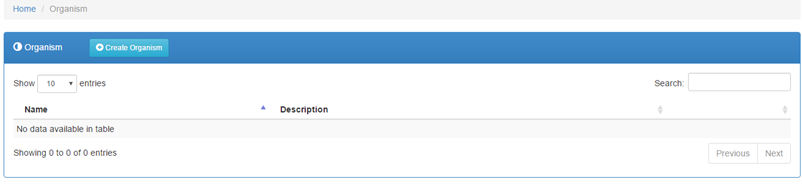 Home / Organism
Organism Create Organism
Show 10 entries Search:
Name Description
No data available in table
Showing 0 to 0 of 0 entries Previous Next